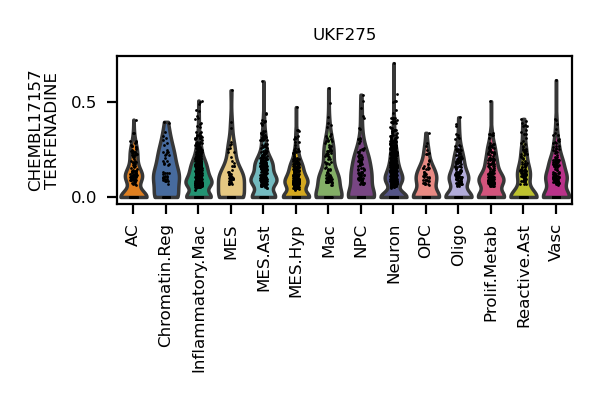 UKF275
CHEMBL17157
TERFENADINE
0.5
0.0
AC
Chromatin.Reg
Inflammatory.Mac
MES
MES.Ast
MES.Hyp
Mac
NPC
Neuron
OPC
Oligo
Prolif.Metab
Reactive.Ast
Vasc